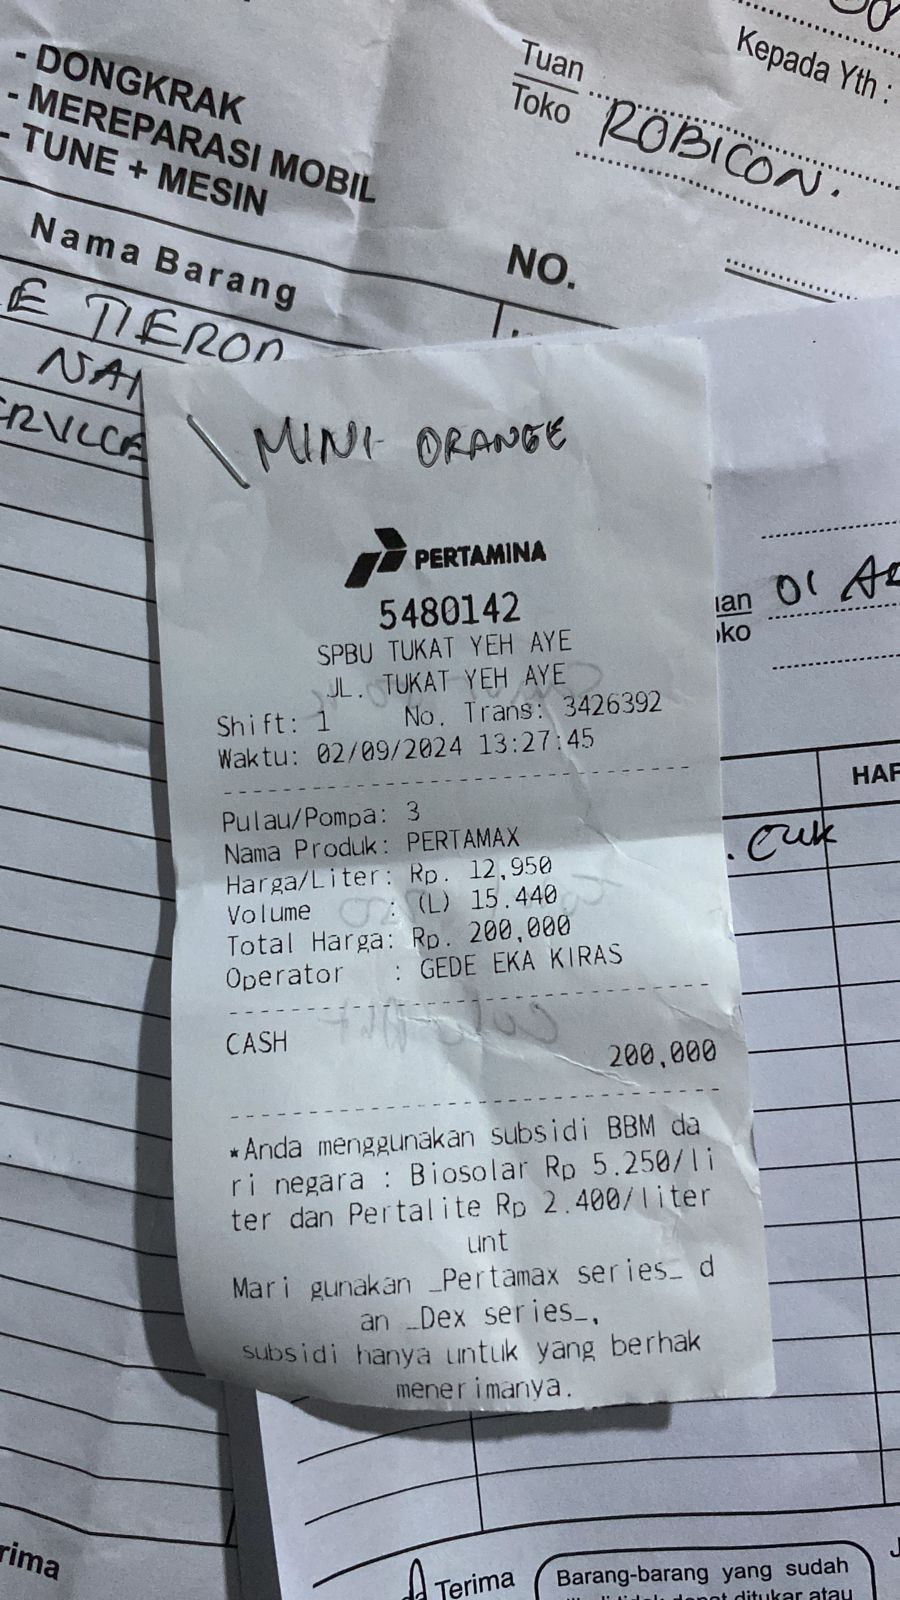 - DONGKRAK
- MEREPARASI MOBIL
- TUNE + MESIN
Kepada Yth :
Tuan
Toko
ROBICON.
Nama Barang
NO.
E TIEROD
MINI ORANGE
PERTAMINA
5480142
SPBU TUKAT YEH AYE
JL. TUKAT YEH AYE
Shift: 1 No. Trans: 3426392
Waktu: 02/09/2024 13:27:45
Pulau/Pompa: 3
Nama Produk: PERTAMAX
Harga/Liter: Rp. 12,950
Volume : (L) 15.440
Total Harga: Rp. 200,000
Operator : GEDE EKA KIRAS
CASH
200,000
*Anda menggunakan subsidi BBM da
ri negara : Biosolar Rp 5.250/li
ter dan Pertalite Rp 2.400/liter
unt
Mari gunakan _Pertamax series_ d
an _Dex series_,
subsidi hanya untuk yang berhak
menerimanya.
uan
oko
HAR
rima
Terima
Barang-barang yang sudah
ditukar atau